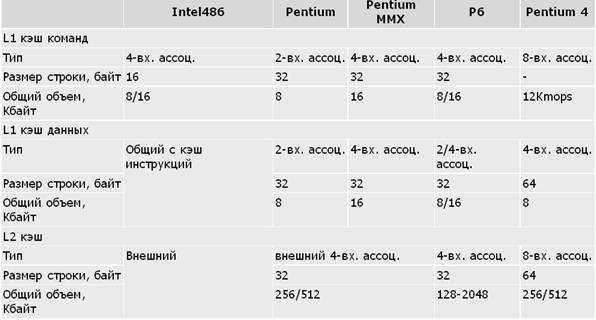 Intel486 Pentium Pentium MMX P6 Pentium 4
L1 кэш команд
Тип 4-вх. ассоц. 2-вх. ассоц. 4-вх. ассоц. 4-вх. ассоц. 8-вх. ассоц.
Размер строки, байт 16 32 32 32 -
Общий объем, Кбайт 8/16 8 16 8/16 12Kmops
L1 кэш данных
Тип Общий с кэш инструкций 2-вх. ассоц. 4-вх. ассоц. 2/4-вх. ассоц. 4-вх. ассоц.
Размер строки, байт 32 32 32 64
Общий объем, Кбайт 8 16 8/16 8
L2 кэш
Тип Внешний внешний 4-вх. ассоц. 4-вх. ассоц. 8-вх. ассоц.
Размер строки, байт 32 32 64
Общий объем, Кбайт 256/512 128-2048 256/512